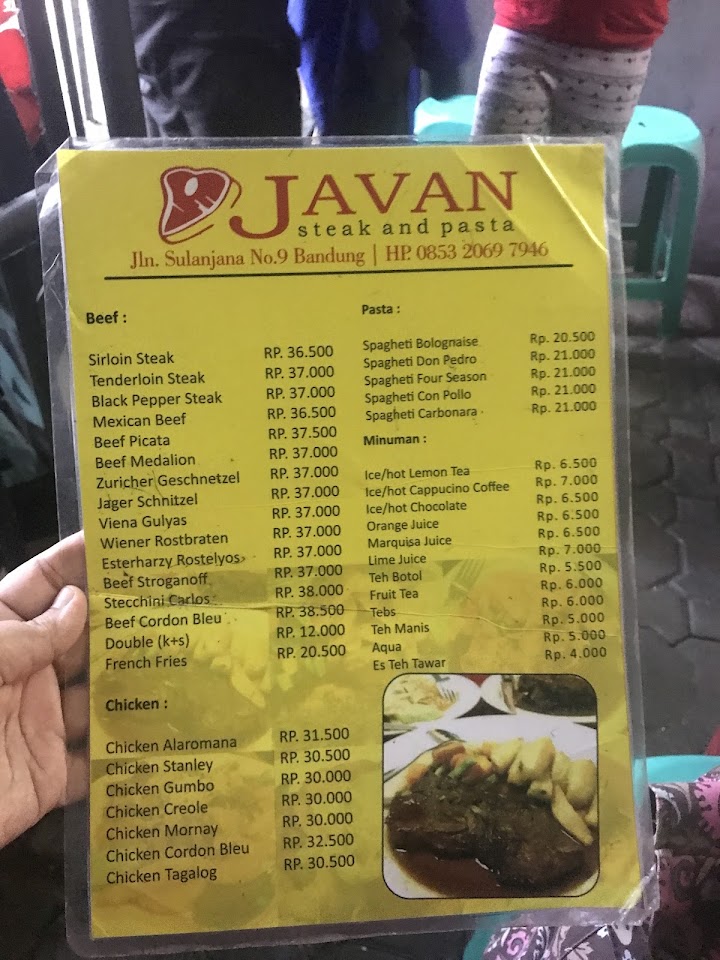 JAVAN
steak and pasta
Jln. Sulanjana No.9 Bandung | HP. 0853 2069 7946
Beef :
Sirloin Steak RP. 36.500
Tenderloin Steak RP. 37.000
Black Pepper Steak RP. 37.000
Mexican Beef RP. 36.500
Beef Picata RP. 37.500
Beef Medalion RP. 37.000
Zuricher Geschnetzel RP. 37.000
Jager Schnitzel RP. 37.000
Viena Gulyas RP. 37.000
Wiener Rostbraten RP. 37.000
Esterharzy Rostelyos RP. 37.000
Beef Stroganoff RP. 37.000
Stecchini Carlos RP. 38.000
Beef Cordon Bleu RP. 38.500
Double (k+s) RP. 12.000
French Fries RP. 20.500
Chicken :
Chicken Alaromana RP. 31.500
Chicken Stanley RP. 30.500
Chicken Gumbo RP. 30.000
Chicken Creole RP. 30.000
Chicken Mornay RP. 30.000
Chicken Cordon Bleu RP. 32.500
Chicken Tagalog RP. 30.500
Pasta :
Spagheti Bolognaise Rp. 20.500
Spagheti Don Pedro Rp. 21.000
Spagheti Four Season Rp. 21.000
Spagheti Con Pollo Rp. 21.000
Spagheti Carbonara Rp. 21.000
Minuman :
Ice/hot Lemon Tea Rp. 6.500
Ice/hot Cappucino Coffee Rp. 7.000
Ice/hot Chocolate Rp. 6.500
Orange Juice Rp. 6.500
Marquisa Juice Rp. 6.500
Lime Juice Rp. 7.000
Teh Botol Rp. 5.500
Fruit Tea Rp. 6.000
Tebs Rp. 6.000
Teh Manis Rp. 5.000
Aqua Rp. 5.000
Es Teh Tawar Rp. 4.000